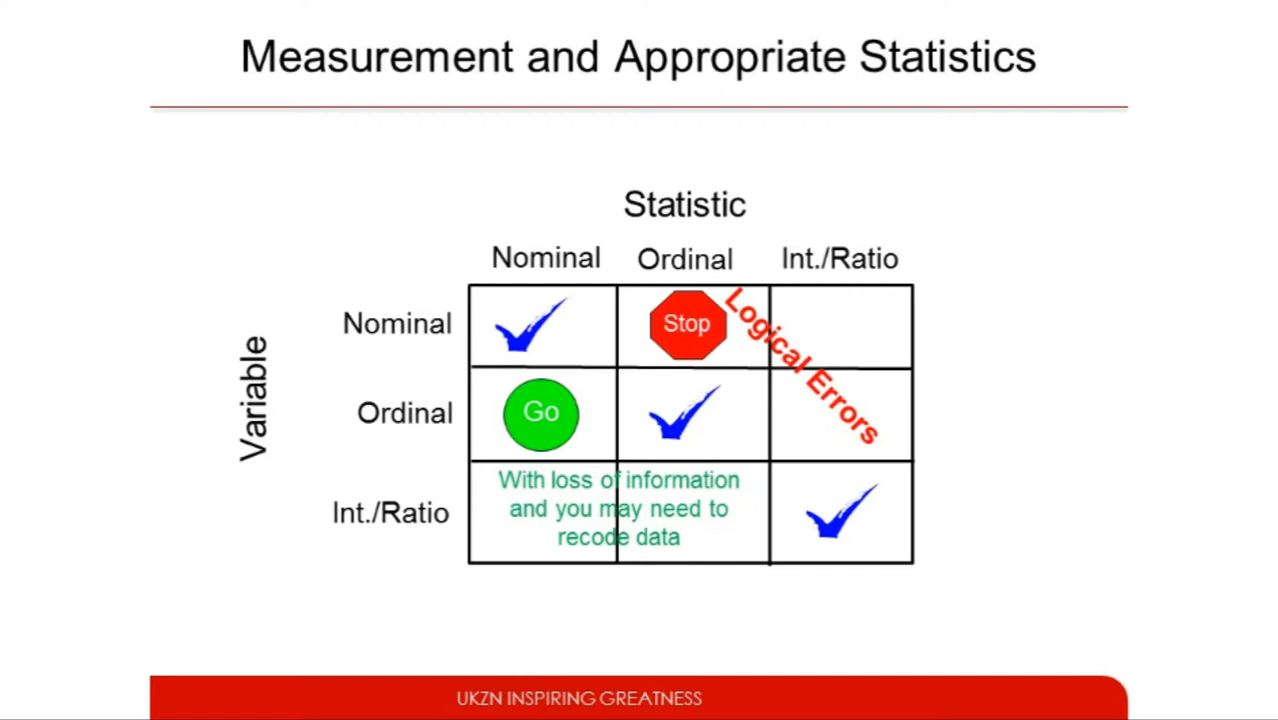 Measurement and Appropriate Statistics
Statistic
Nominal Ordinal Int./Ratio
Variable
Nominal
Stop
Logical Errors
Ordinal
Go
Int./Ratio
With loss of information
and you may need to
recode data
UKZN INSPIRING GREATNESS